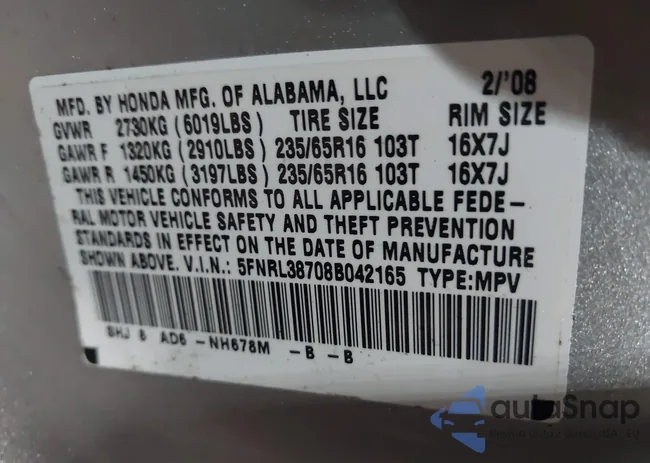 MFD. BY HONDA MFG. OF ALABAMA, LLC 2/'08
GVWR 2730KG (6019LBS) TIRE SIZE RIM SIZE
GAWR F 1320KG (2910LBS) 235/65R16 103T 16X7J
GAWR R 1450KG (3197LBS) 235/65R16 103T 16X7J
THIS VEHICLE CONFORMS TO ALL APPLICABLE FEDE-
RAL MOTOR VEHICLE SAFETY AND THEFT PREVENTION
STANDARDS IN EFFECT ON THE DATE OF MANUFACTURE
SHOWN ABOVE. V.I.N.: 5FNRL38708B042165 TYPE:MPV
SHJ 8 AD6 -NH678M -B -B
autoSnap